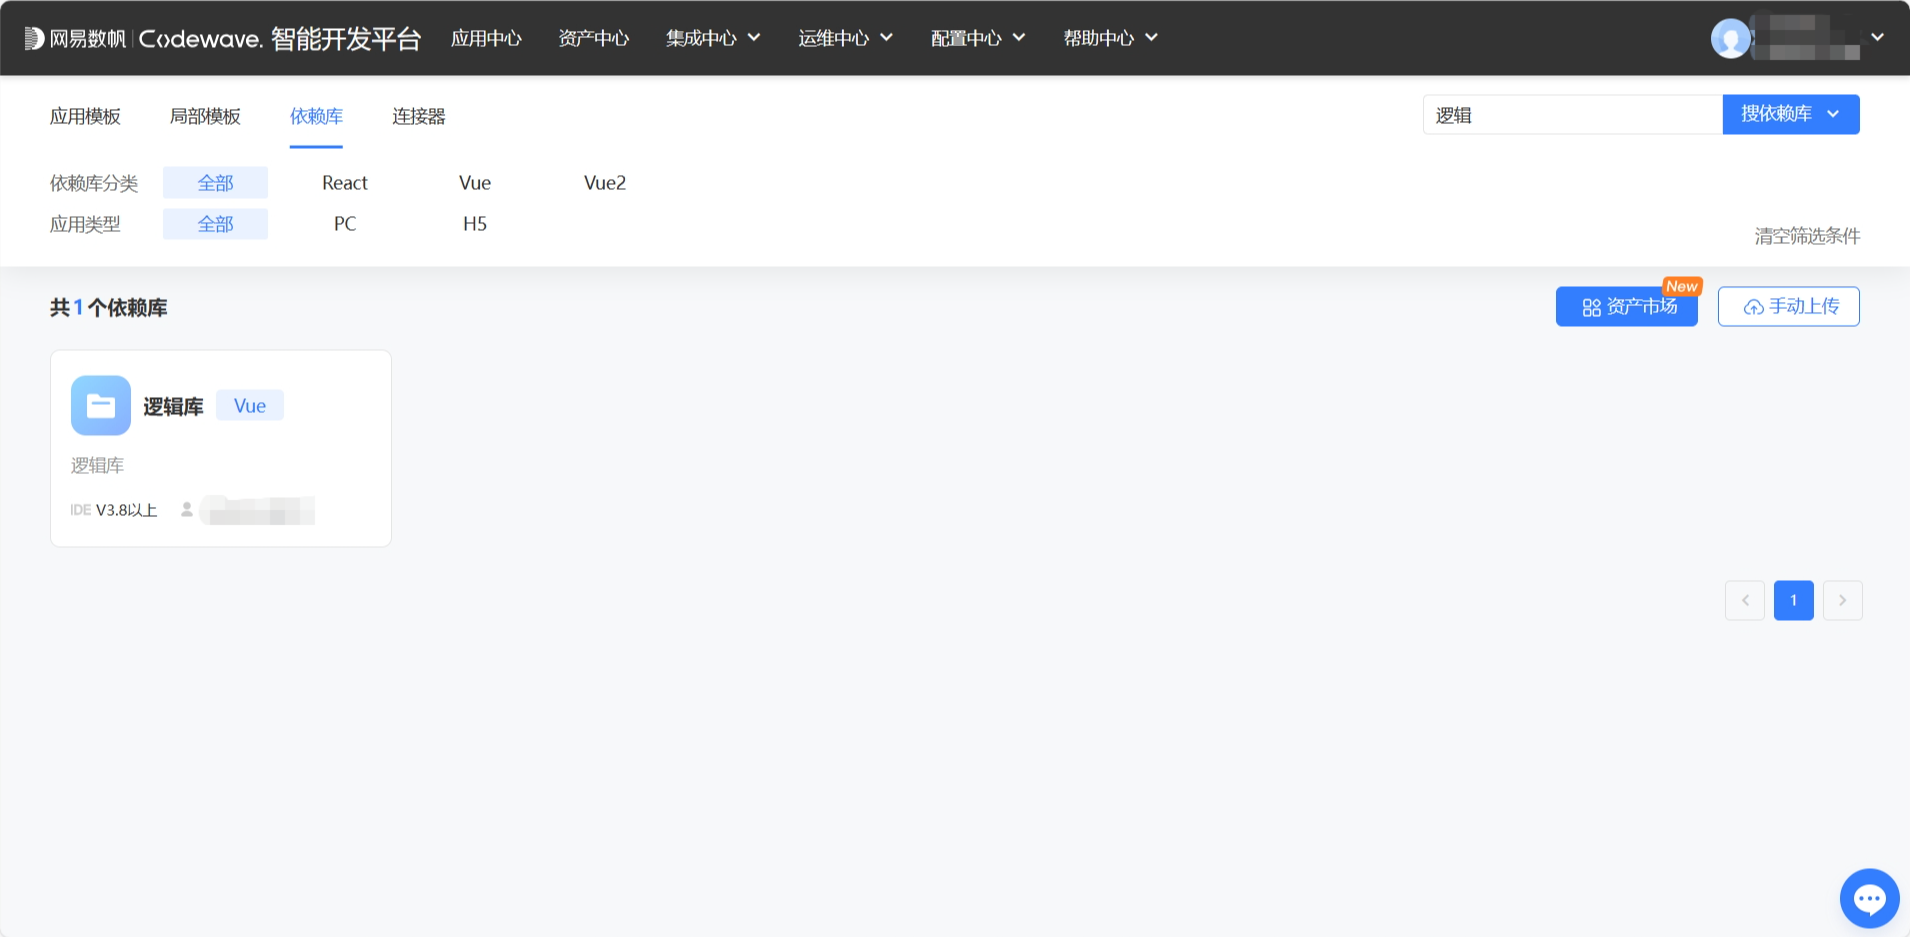 网易数帆 Codewave. 智能开发平台 应用中心 资产中心 集成中心 运维中心 配置中心 帮助中心
应用模板 局部模板 依赖库 连接器 逻辑 搜依赖库
依赖库分类 全部 React Vue Vue2
应用类型 全部 PC H5
清空筛选条件
共1个依赖库 资产市场 New 手动上传
逻辑库 Vue
逻辑库
IDE V3.8以上
1